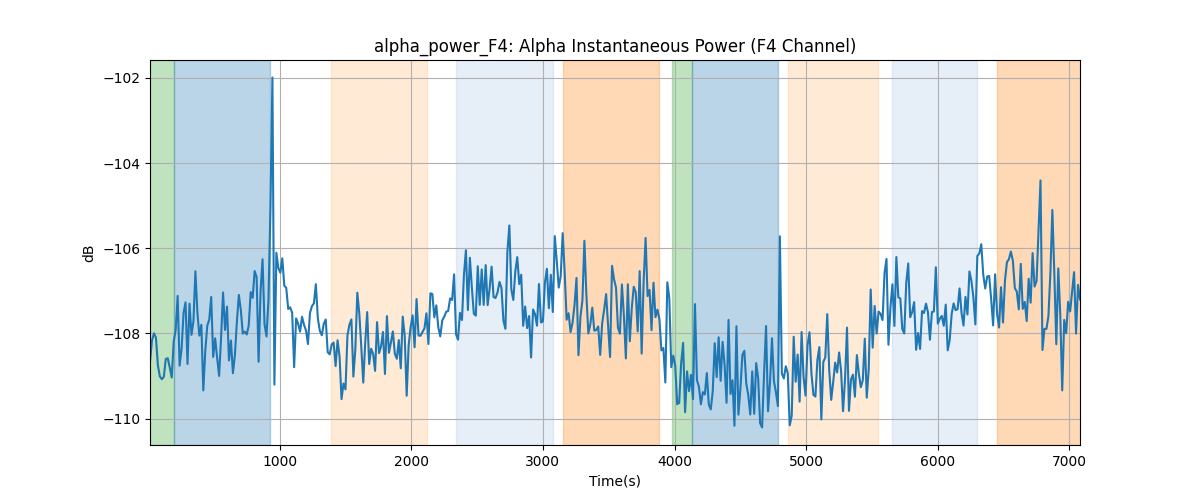 alpha_power_F4: Alpha Instantaneous Power (F4 Channel)
dB
−102
−104
−106
−108
−110
1000 2000 3000 4000 5000 6000 7000
Time(s)